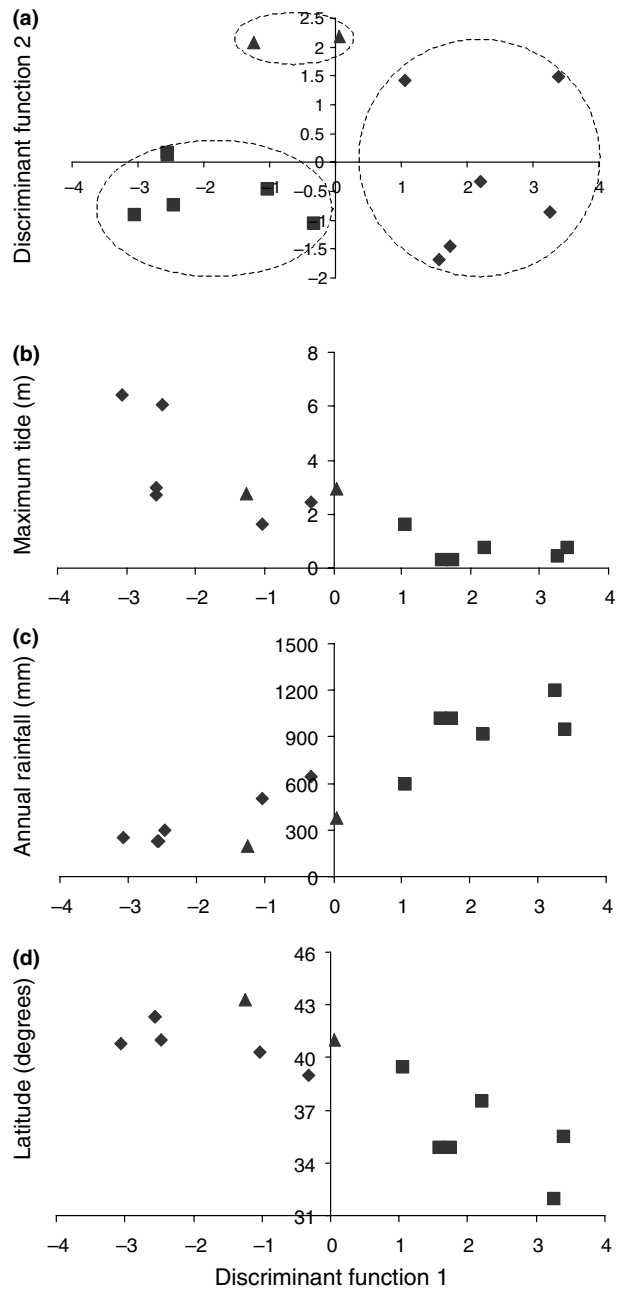 (a)
Discriminant function 2
2.5
2
1.5
1
0.5
0
–0.5
–1
–1.5
–2
–4 –3 –2 –1 0 1 2 3 4
(b)
Maximum tide (m)
8
6
4
2
0
–4 –3 –2 –1 0 1 2 3 4
(c)
Annual rainfall (mm)
1500
1200
900
600
300
0
–4 –3 –2 –1 0 1 2 3 4
(d)
Latitude (degrees)
46
43
40
37
34
31
–4 –3 –2 –1 0 1 2 3 4
Discriminant function 1